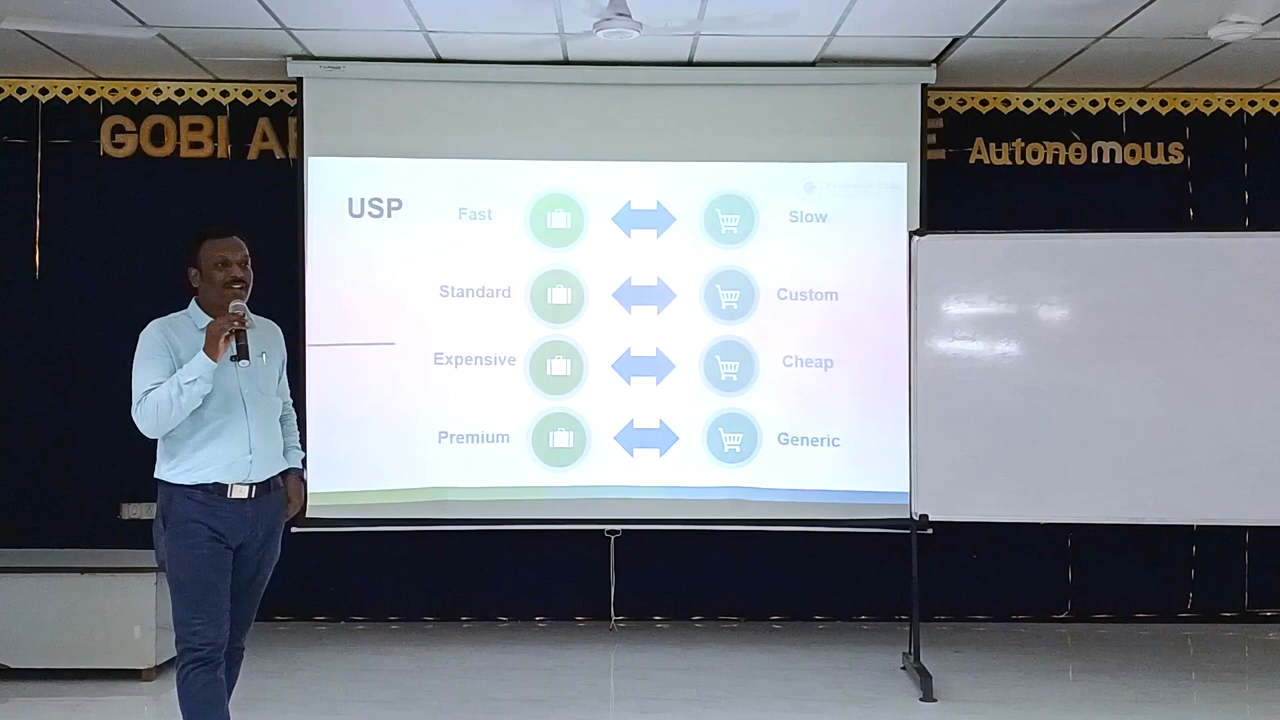 GOBI A
Autonomous
USP
Fast
Slow
Standard
Custom
Expensive
Cheap
Premium
Generic